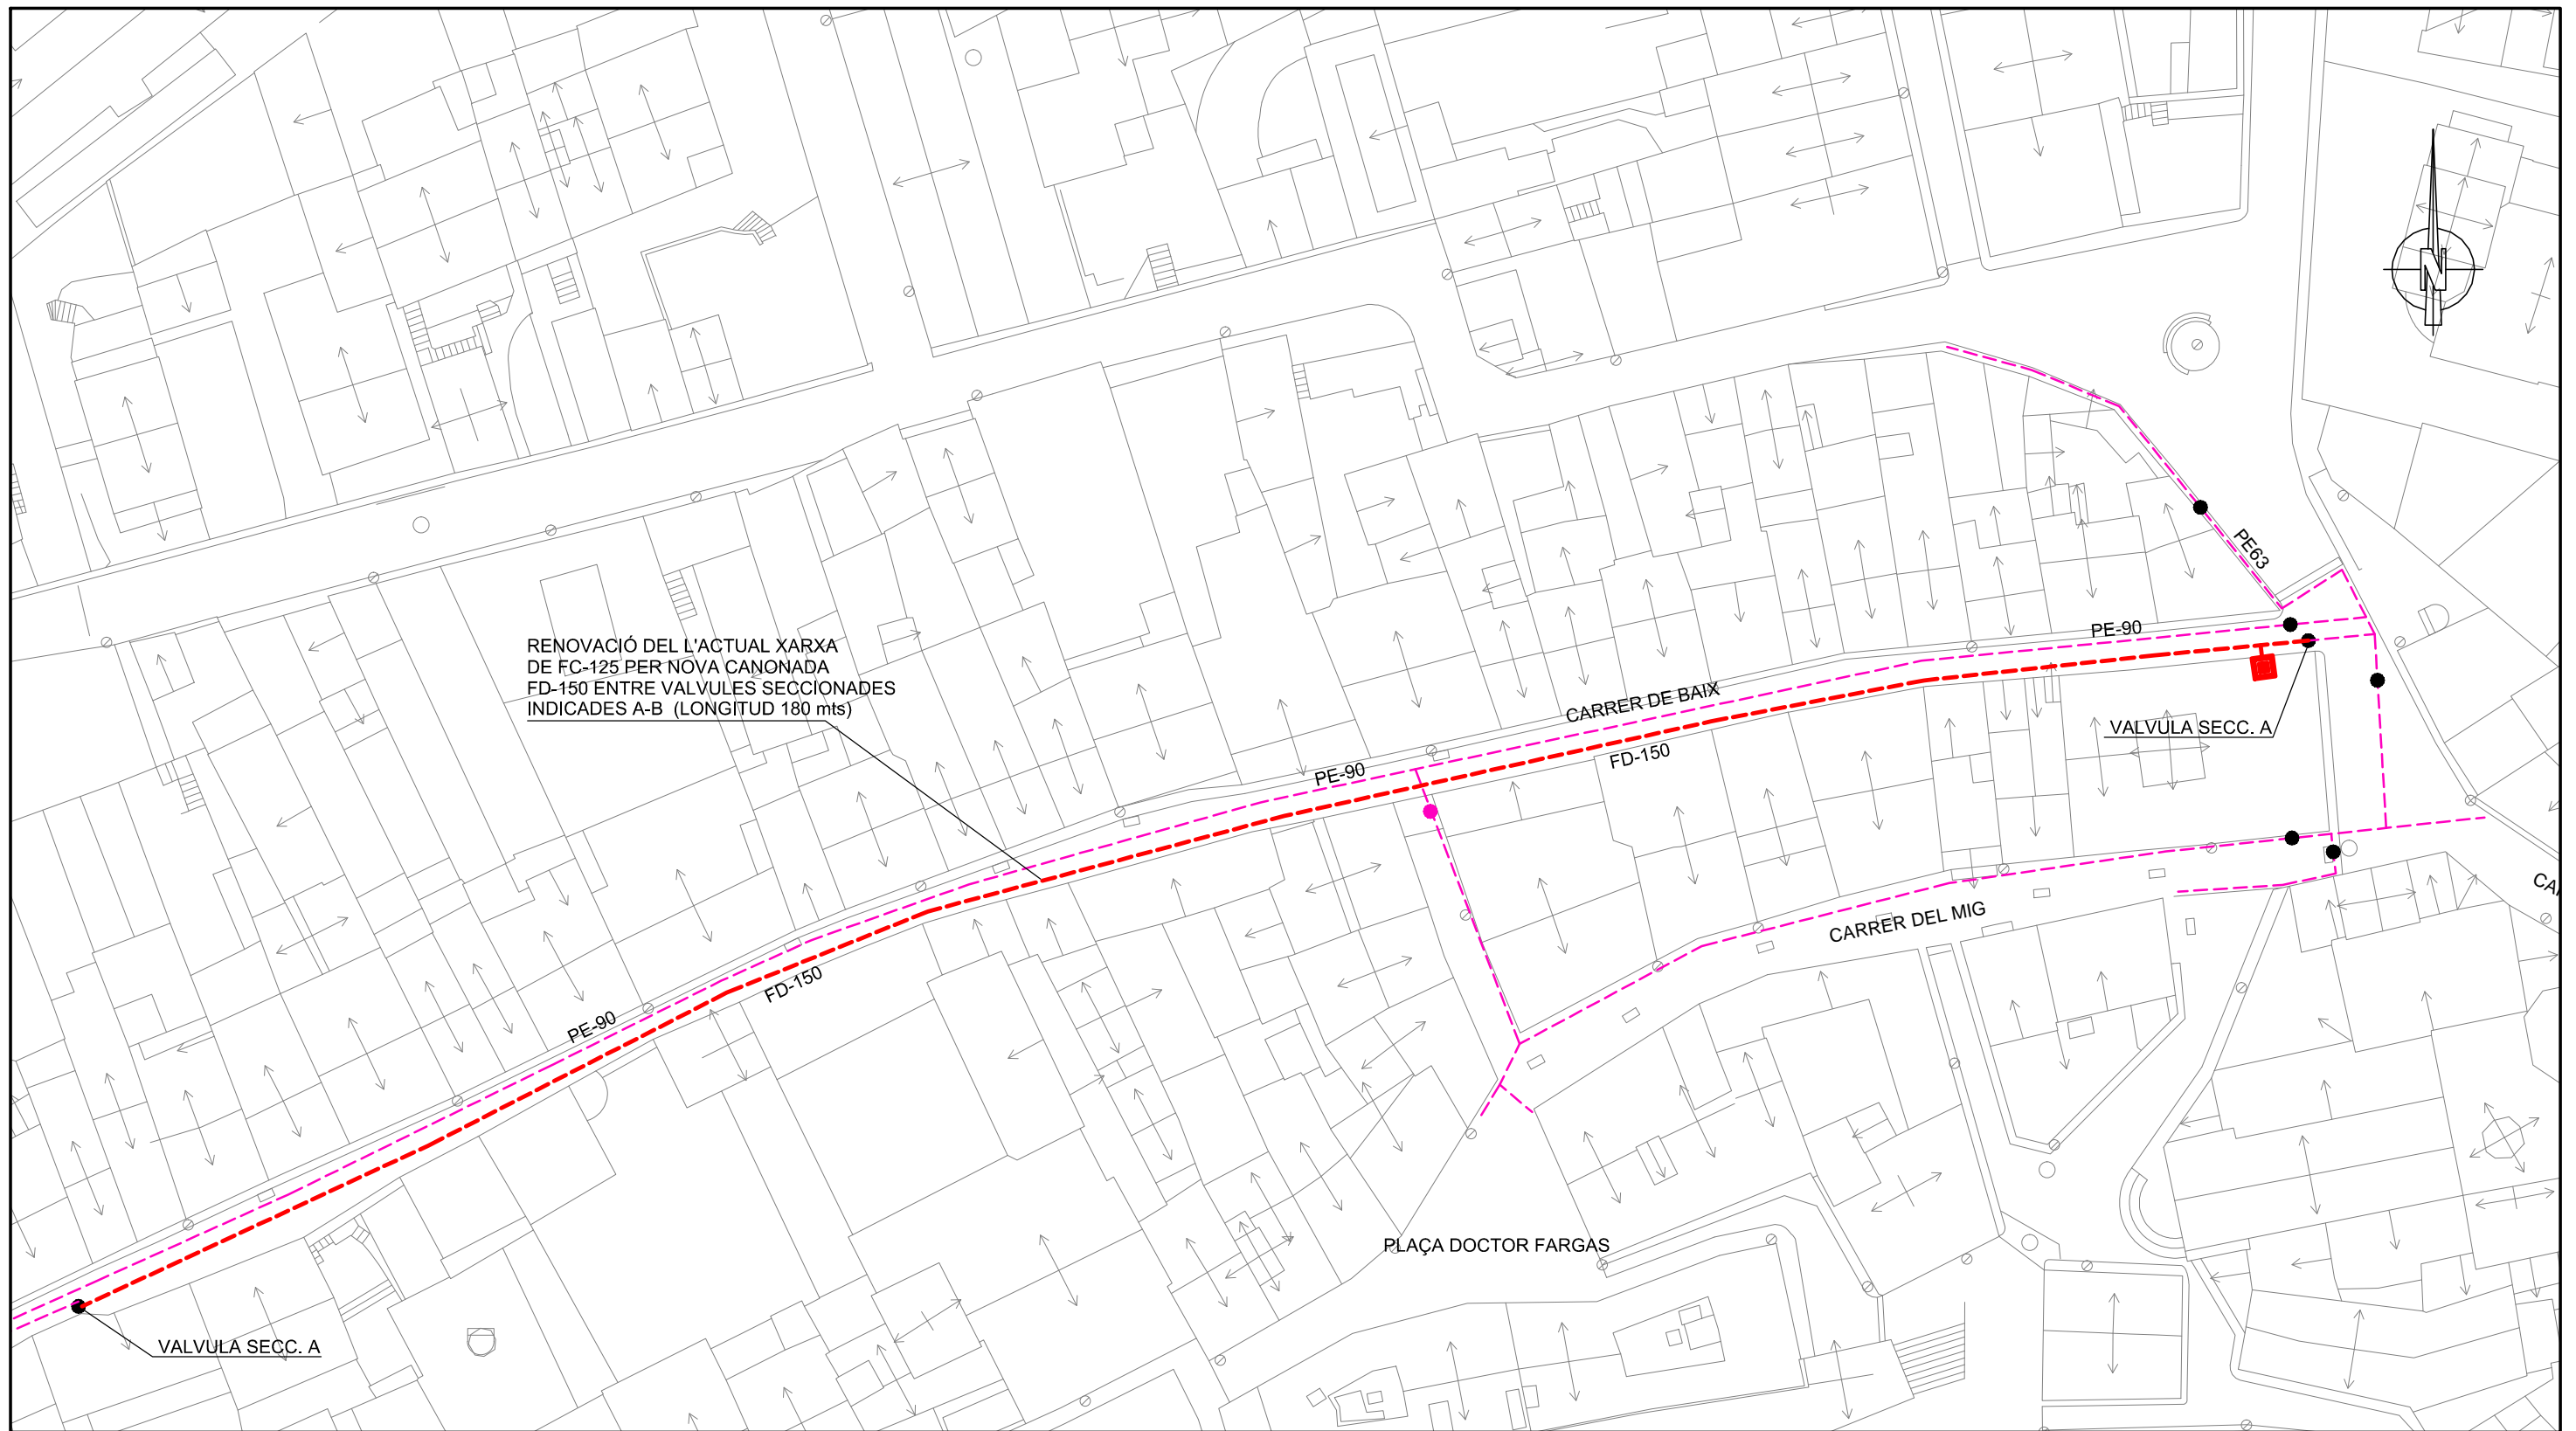 N
PE63
RENOVACIÓ DEL L'ACTUAL XARXA
DE FC-125 PER NOVA CANONADA
FD-150 ENTRE VALVULES SECCIONADES
INDICADES A-B (LONGITUD 180 mts)
PE-90
CARRER DE BAIX
VALVULA SECC. A
FD-150
PE-90
CA
CARRER DEL MIG
FD-150
PE-90
PLAÇA DOCTOR FARGAS
VALVULA SECC. A